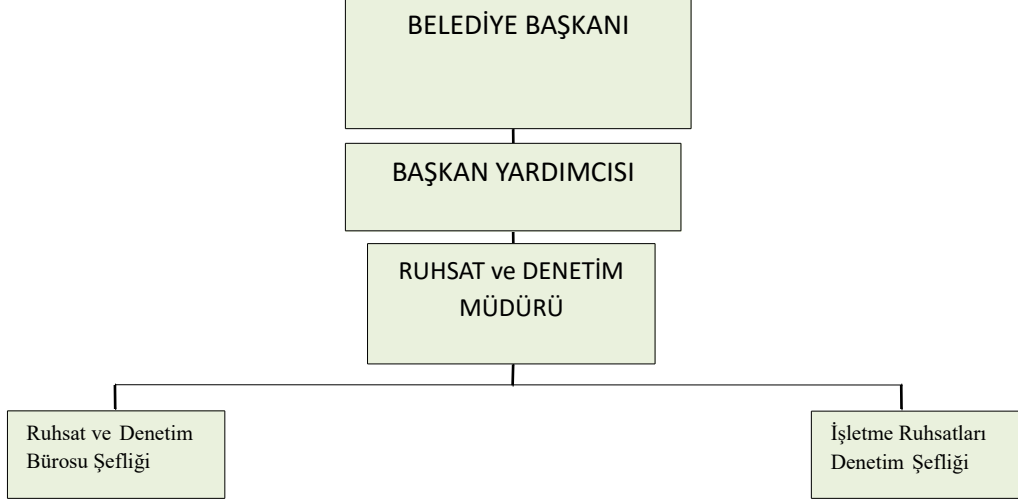 BELEDİYE BAŞKANI
BAŞKAN YARDIMCISI
RUHSAT ve DENETİM
MÜDÜRÜ
Ruhsat ve Denetim
Bürosu Şefliği
İşletme Ruhsatları
Denetim Şefliği